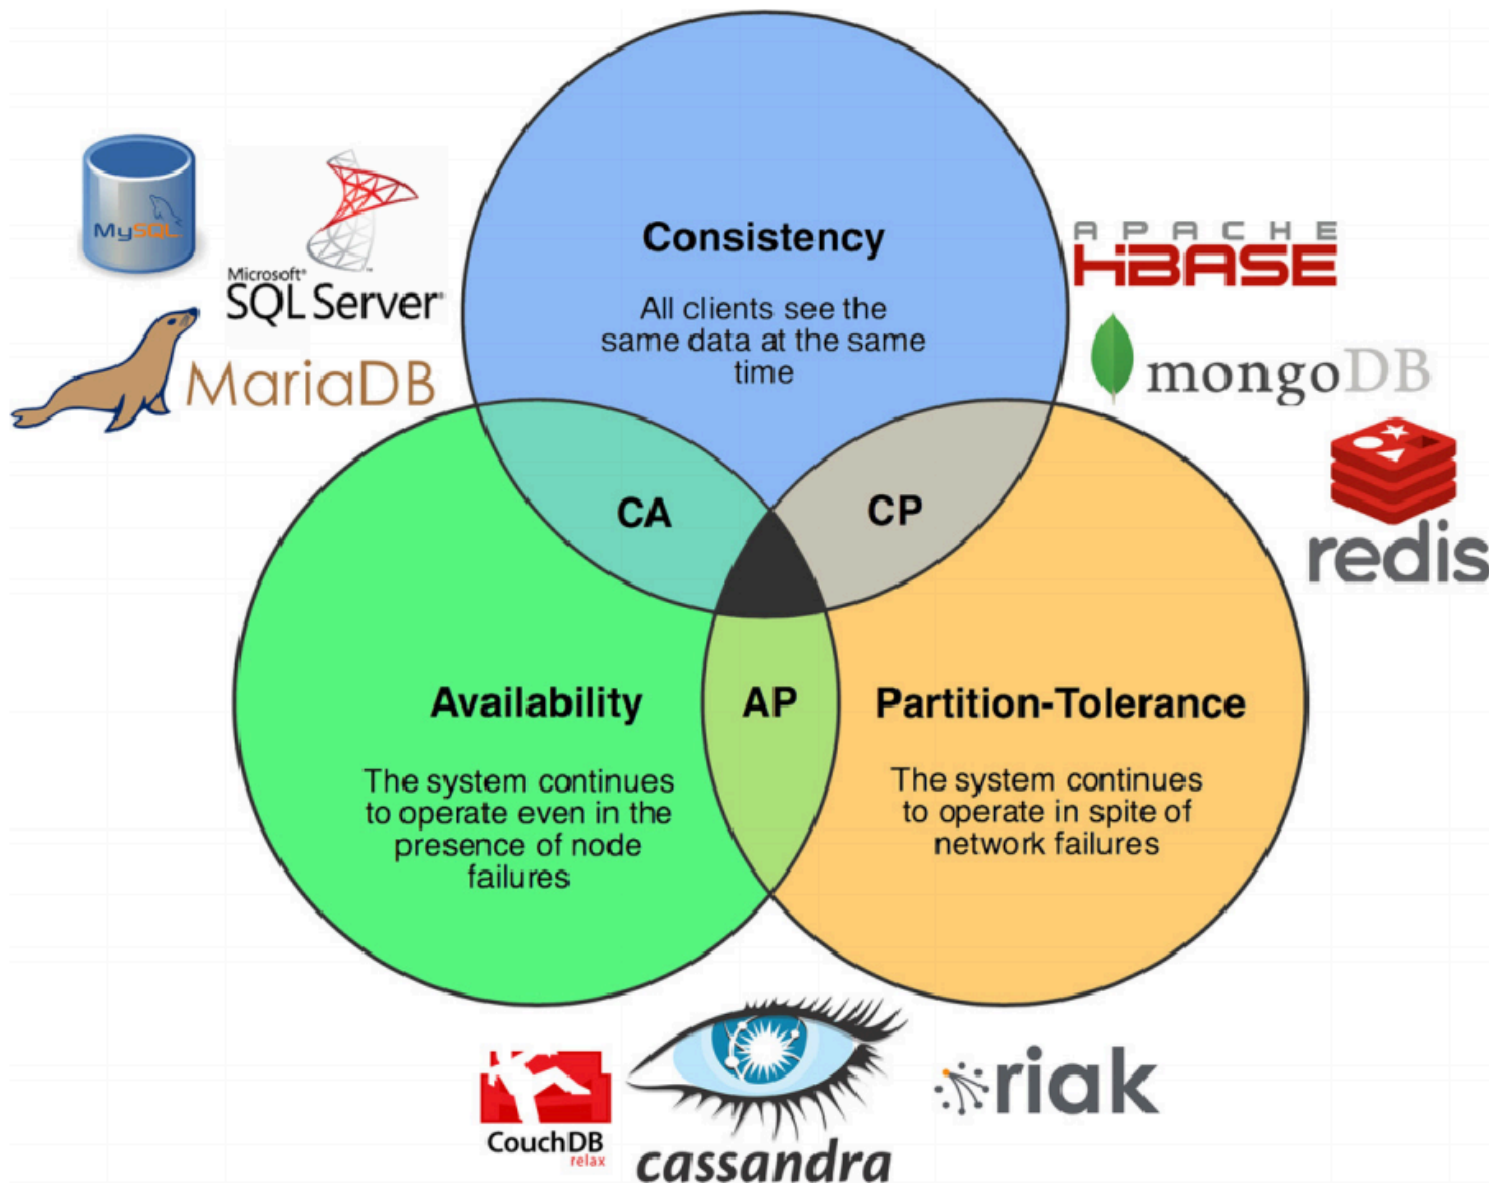 Consistency
All clients see the
same data at the same
time
MySQL
Microsoft®
SQL Server®
MariaDB
APACHE
HBASE
mongoDB
redis
CA
CP
AP
Availability
The system continues
to operate even in the
presence of node
failures
Partition-Tolerance
The system continues
to operate in spite of
network failures
CouchDB
relax
cassandra
riak